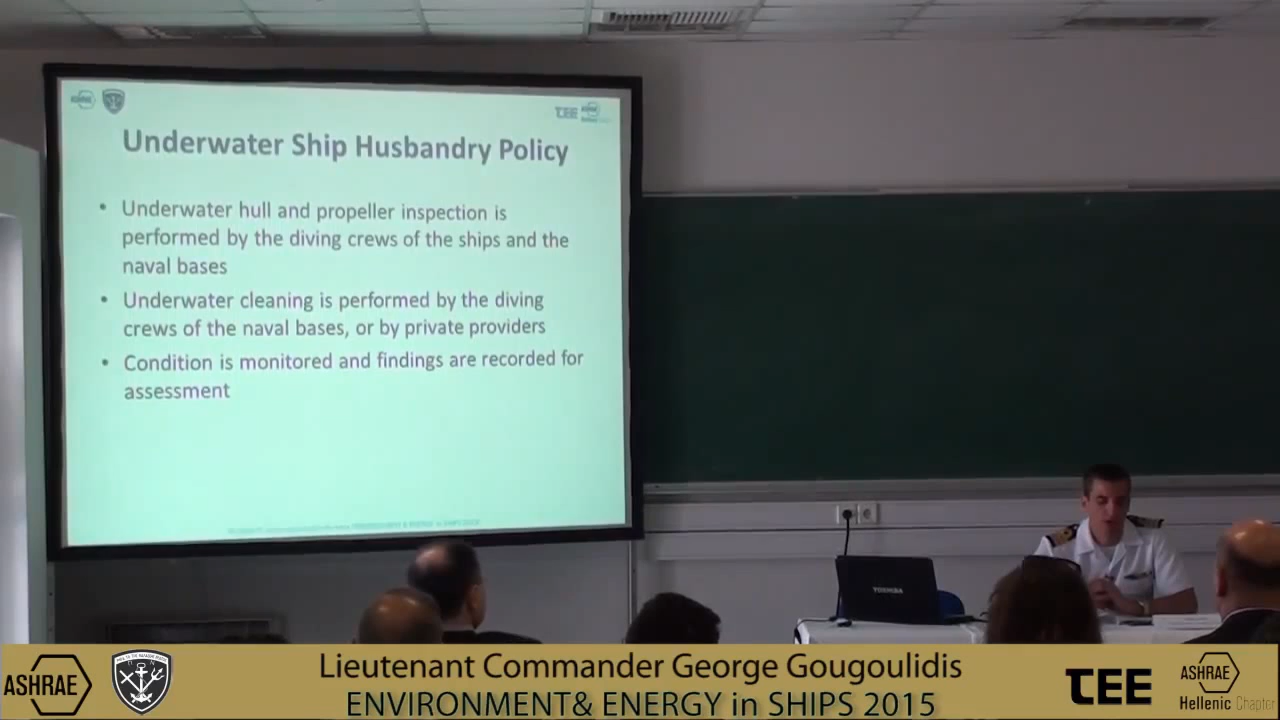 ASHRAE
TEE
Underwater Ship Husbandry Policy
• Underwater hull and propeller inspection is
performed by the diving crews of the ships and the
naval bases
• Underwater cleaning is performed by the diving
crews of the naval bases, or by private providers
• Condition is monitored and findings are recorded for
assessment
TOSHIBA
ASHRAE
Lieutenant Commander George Gougoulidis
ENVIRONMENT& ENERGY in SHIPS 2015
TEE
ASHRAE
Hellenic Chapter